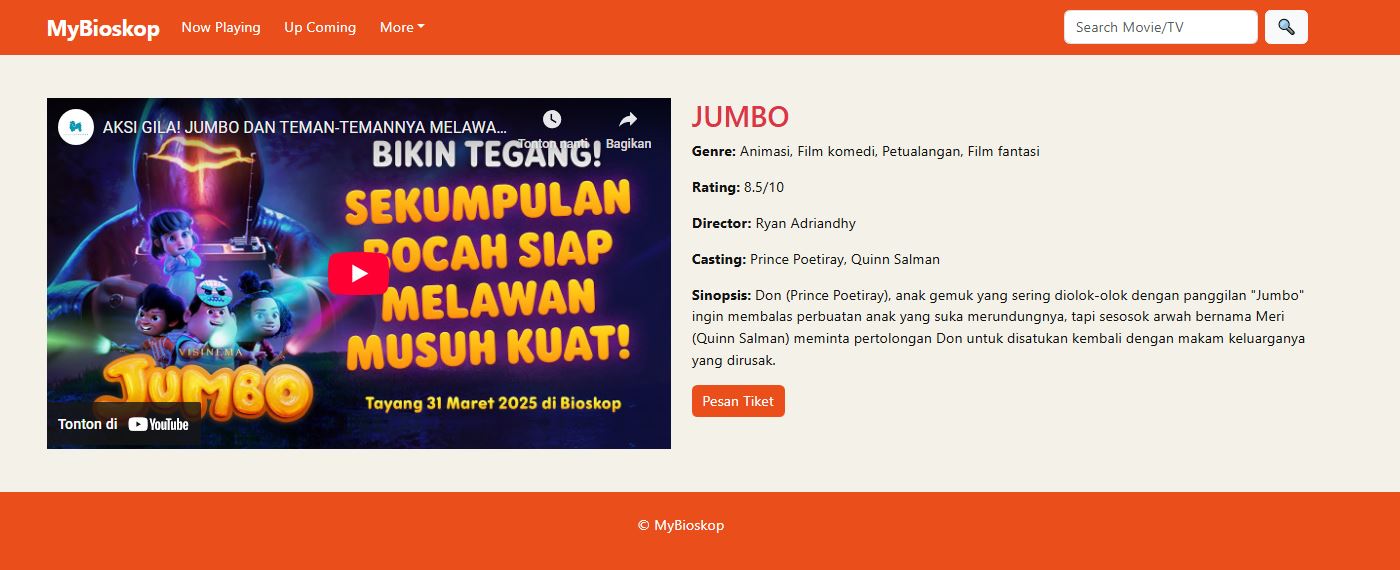 MyBioskop Now Playing Up Coming More Search Movie/TV
AKSI GILA! JUMBO DAN TEMAN-TEMANNYA MELAWA...
Tonton nanti Bagikan
BIKIN TEGANG!
SEKUMPULAN
BOCAH SIAP
MELAWAN
MUSUH KUAT!
VISINEMA
JUMBO
Tayang 31 Maret 2025 di Bioskop
Tonton di YouTube
JUMBO
Genre: Animasi, Film komedi, Petualangan, Film fantasi
Rating: 8.5/10
Director: Ryan Adriandhy
Casting: Prince Poetiray, Quinn Salman
Sinopsis: Don (Prince Poetiray), anak gemuk yang sering diolok-olok dengan panggilan "Jumbo"
ingin membalas perbuatan anak yang suka merundungnya, tapi sesosok arwah bernama Meri
(Quinn Salman) meminta pertolongan Don untuk disatukan kembali dengan makam keluarganya
yang dirusak.
Pesan Tiket
© MyBioskop